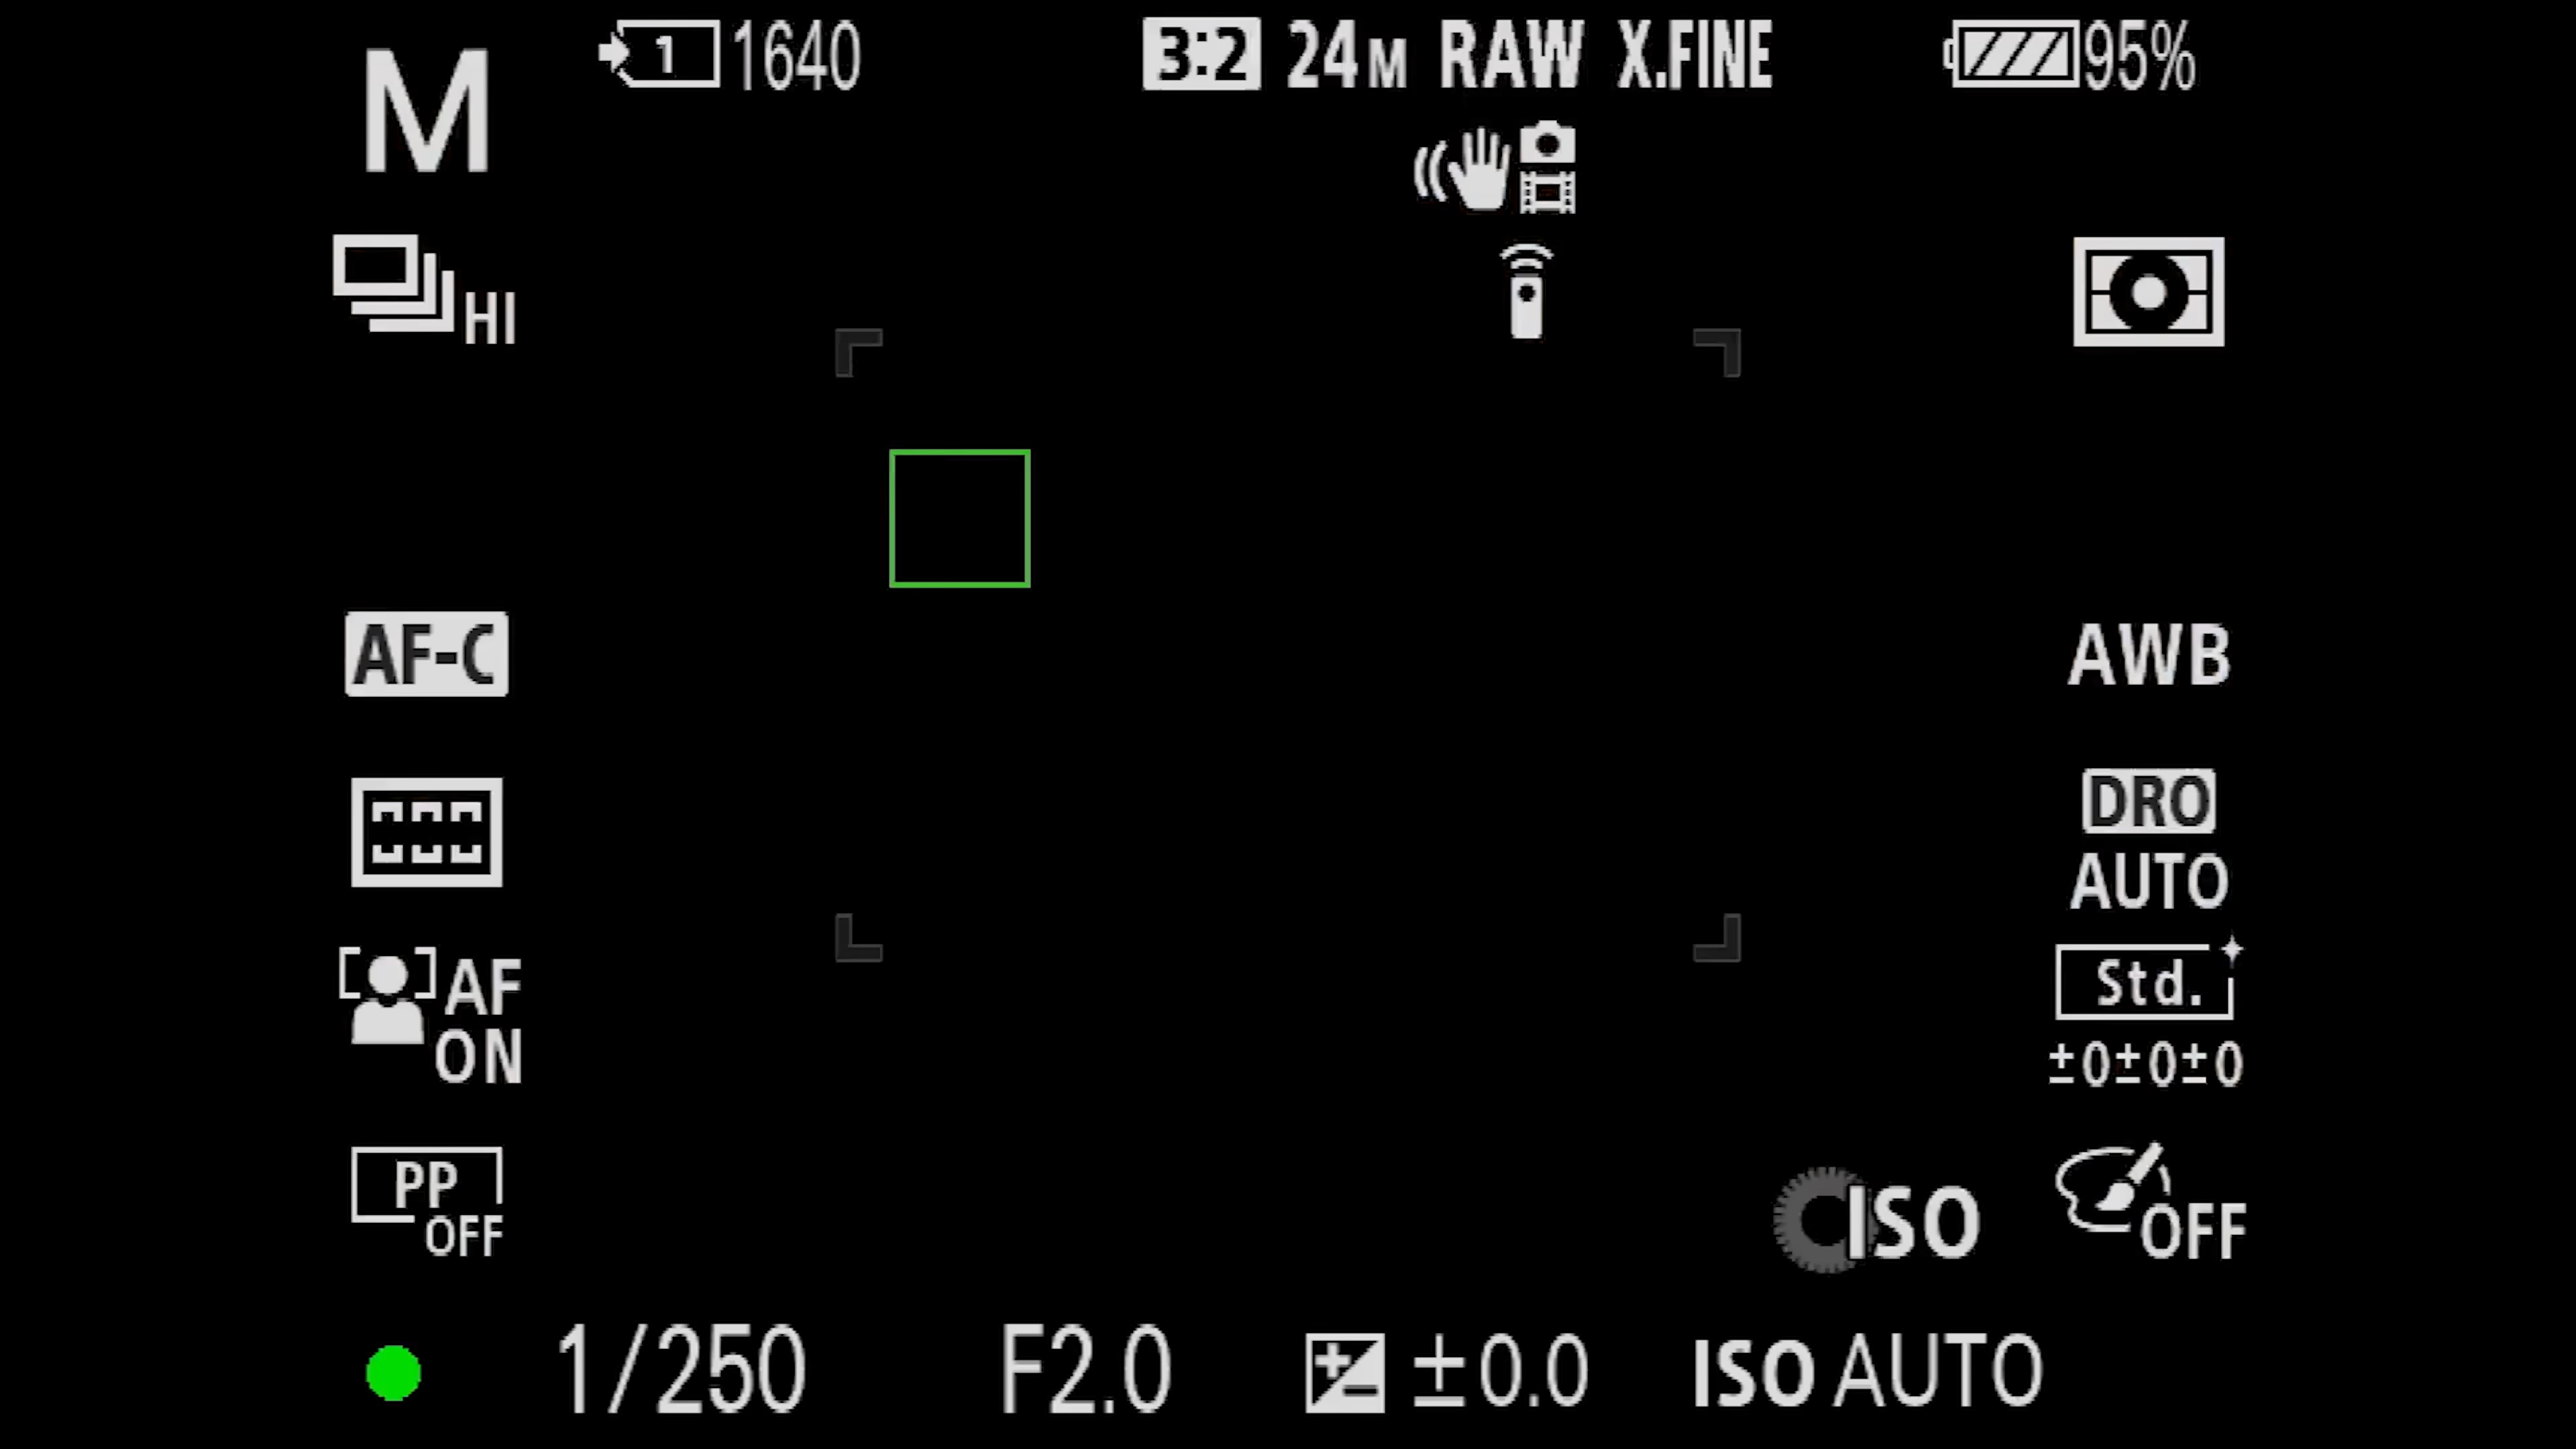 M
1 1640
3:2 24M RAW X.FINE
95%
HI
AF-C
AWB
DRO
AUTO
AF
ON
Std.
±0±0±0
PP
OFF
ISO
OFF
1/250 F2.0 ±0.0 ISO AUTO